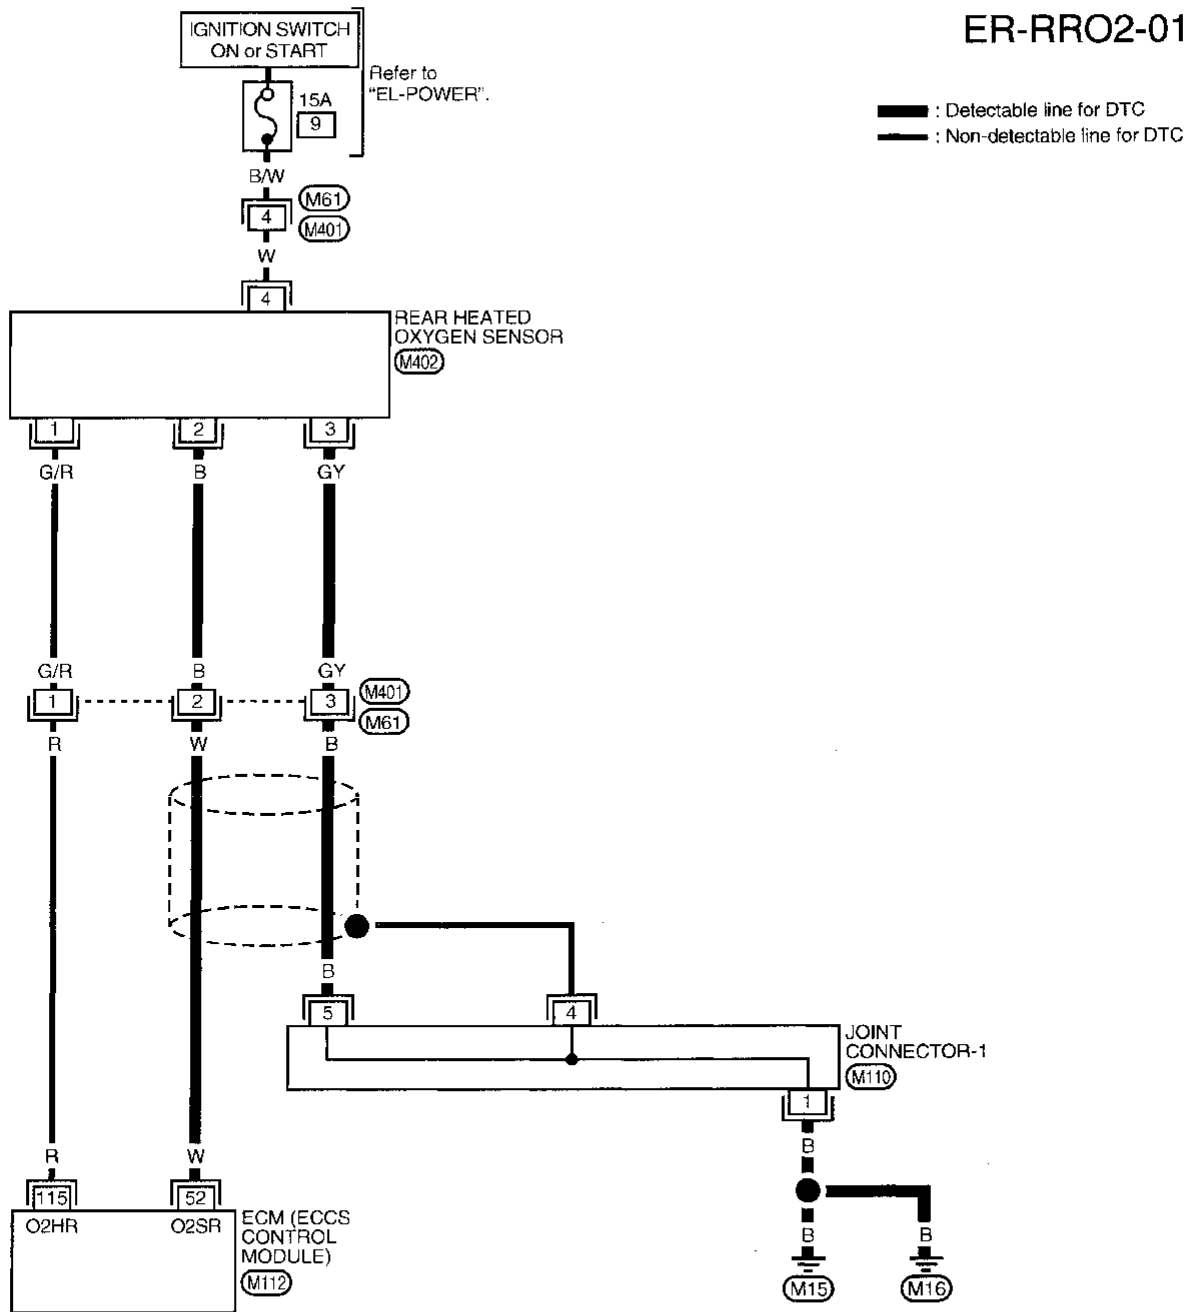 ER-RRO2-01
IGNITION SWITCH
ON or START
Refer to
"EL-POWER".
15A
9
: Detectable line for DTC
: Non-detectable line for DTC
B/W
M61
4
M401
W
4
REAR HEATED
OXYGEN SENSOR
M402
1 2 3
G/R B GY
G/R B GY
1 2 3
M401
M61
R W B
B
5 4
JOINT
CONNECTOR-1
M110
1
B
R W
115 52
O2HR O2SR
ECM (ECCS
CONTROL
MODULE)
M112
B B
M15 M16